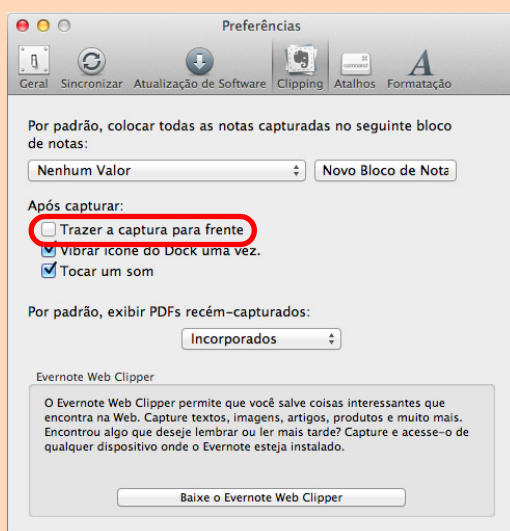 Preferências
Geral Sincronizar Atualização de Software Clipping Atalhos Formatação
Por padrão, colocar todas as notas capturadas no seguinte bloco
de notas:
Nenhum Valor Novo Bloco de Nota
Após capturar:
Trazer a captura para frente
Vibrar ícone do Dock uma vez.
Tocar um som
Por padrão, exibir PDFs recém-capturados:
Incorporados
Evernote Web Clipper
O Evernote Web Clipper permite que você salve coisas interessantes que
encontra na Web. Capture textos, imagens, artigos, produtos e muito mais.
Encontrou algo que deseje lembrar ou ler mais tarde? Capture e acesse-o de
qualquer dispositivo onde o Evernote esteja instalado.
Baixe o Evernote Web Clipper